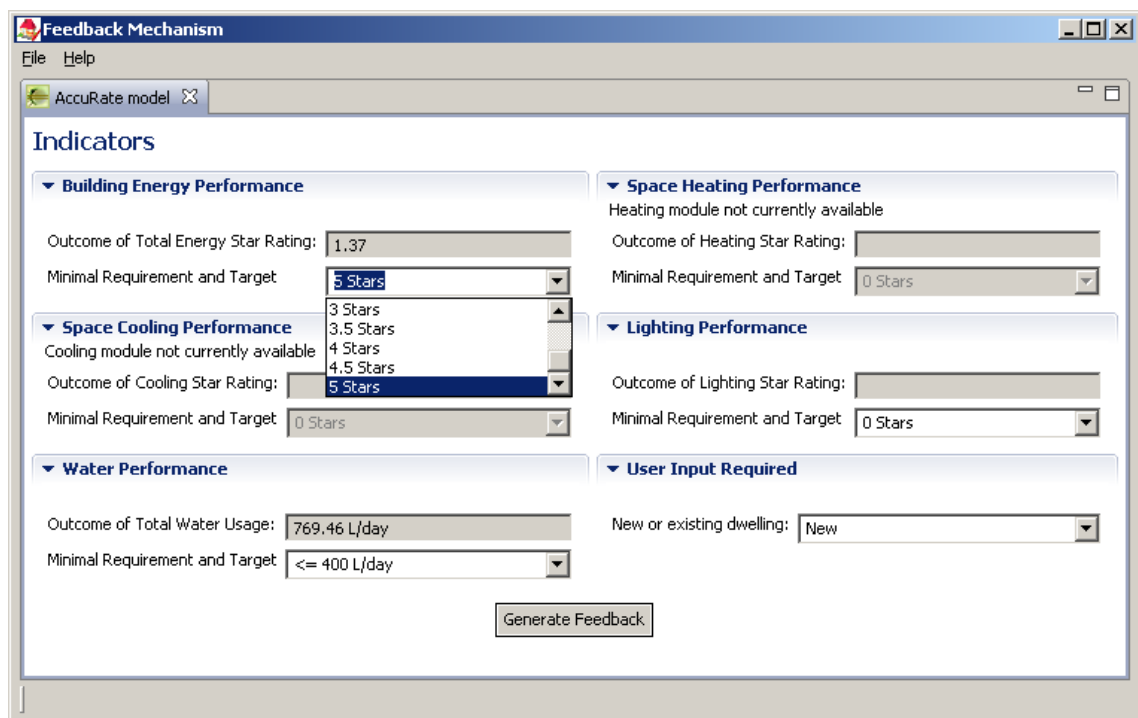 Feedback Mechanism
File Help
AccuRate model
Indicators
Building Energy Performance
Outcome of Total Energy Star Rating: 1.37
Minimal Requirement and Target 5 Stars
3 Stars
3.5 Stars
4 Stars
4.5 Stars
5 Stars
Space Heating Performance
Heating module not currently available
Outcome of Heating Star Rating:
Minimal Requirement and Target 0 Stars
Space Cooling Performance
Cooling module not currently available
Outcome of Cooling Star Rating:
Minimal Requirement and Target 0 Stars
Lighting Performance
Outcome of Lighting Star Rating:
Minimal Requirement and Target 0 Stars
Water Performance
Outcome of Total Water Usage: 769.46 L/day
Minimal Requirement and Target <= 400 L/day
User Input Required
New or existing dwelling: New
Generate Feedback